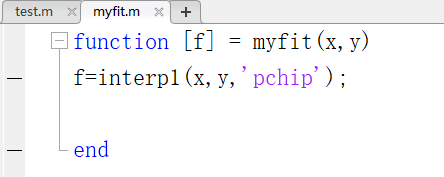 test.m × myfit.m × +
function [f] = myfit(x,y)
f=interp1(x,y,'pchip');
end